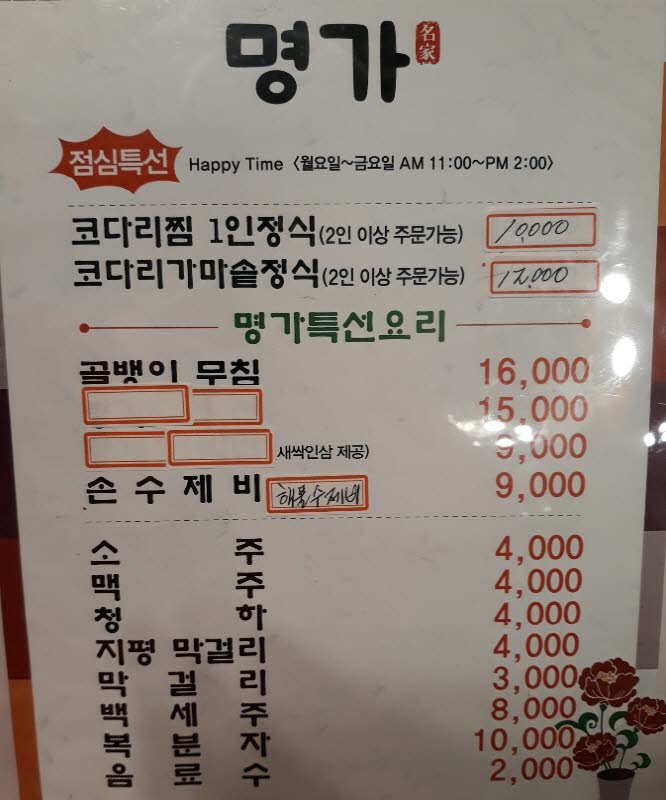 명가 名家
점심특선 Happy Time 〈월요일~금요일 AM 11:00~PM 2:00〉
코다리찜 1인정식(2인 이상 주문가능) 10,000
코다리가마솥정식(2인 이상 주문가능) 12,000
명가특선요리
골뱅이 무침 16,000
15,000
새싹인삼 제공) 9,000
손 수 제 비 해물수제비 9,000
소 주 4,000
맥 주 4,000
청 하 4,000
지평 막걸리 4,000
막 걸 리 3,000
백 세 주 8,000
복 분 자 10,000
음 료 수 2,000